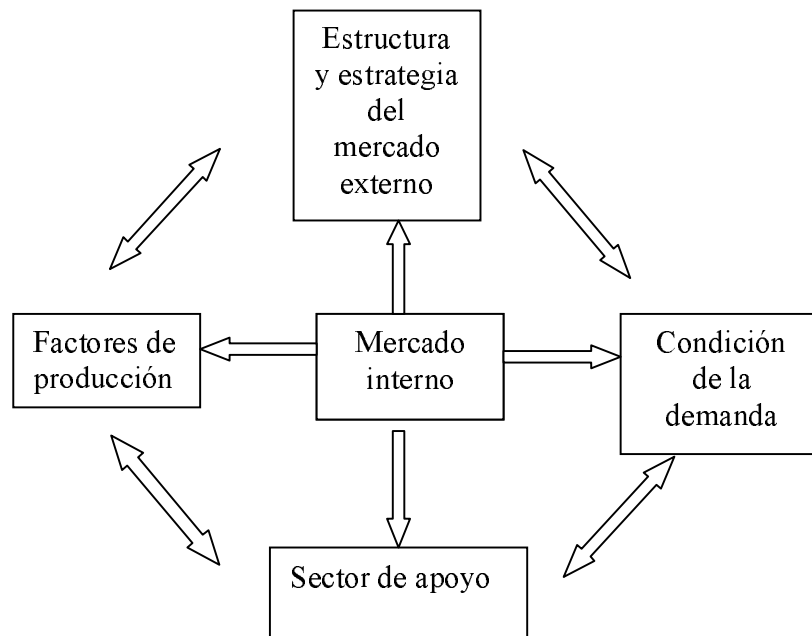 Estructura
y estrategia
del
mercado
externo
Factores de
producción
Mercado
interno
Condición
de la
demanda
Sector de apoyo